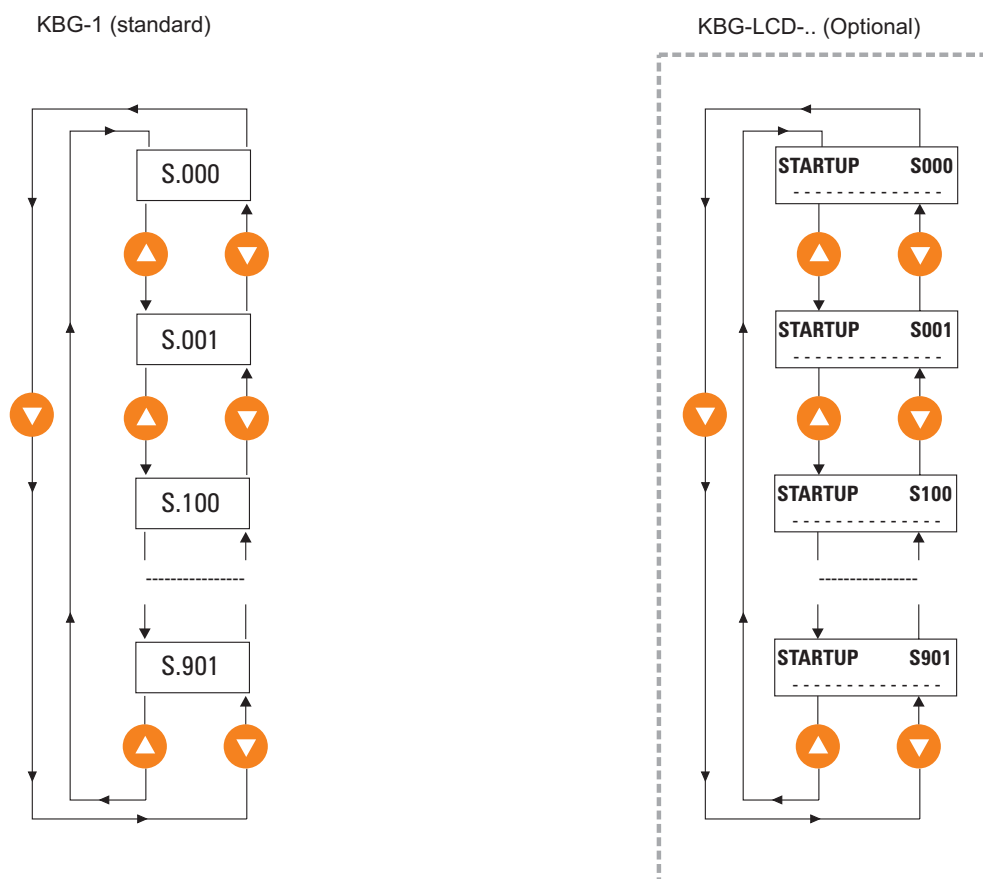 KBG-1 (standard)
S.000
S.001
S.100
----------------
S.901
KBG-LCD-.. (Optional)
STARTUP S000
- - - - - - - - - - - - - -
STARTUP S001
- - - - - - - - - - - - - -
STARTUP S100
- - - - - - - - - - - - - -
----------------
STARTUP S901
- - - - - - - - - - - - - -